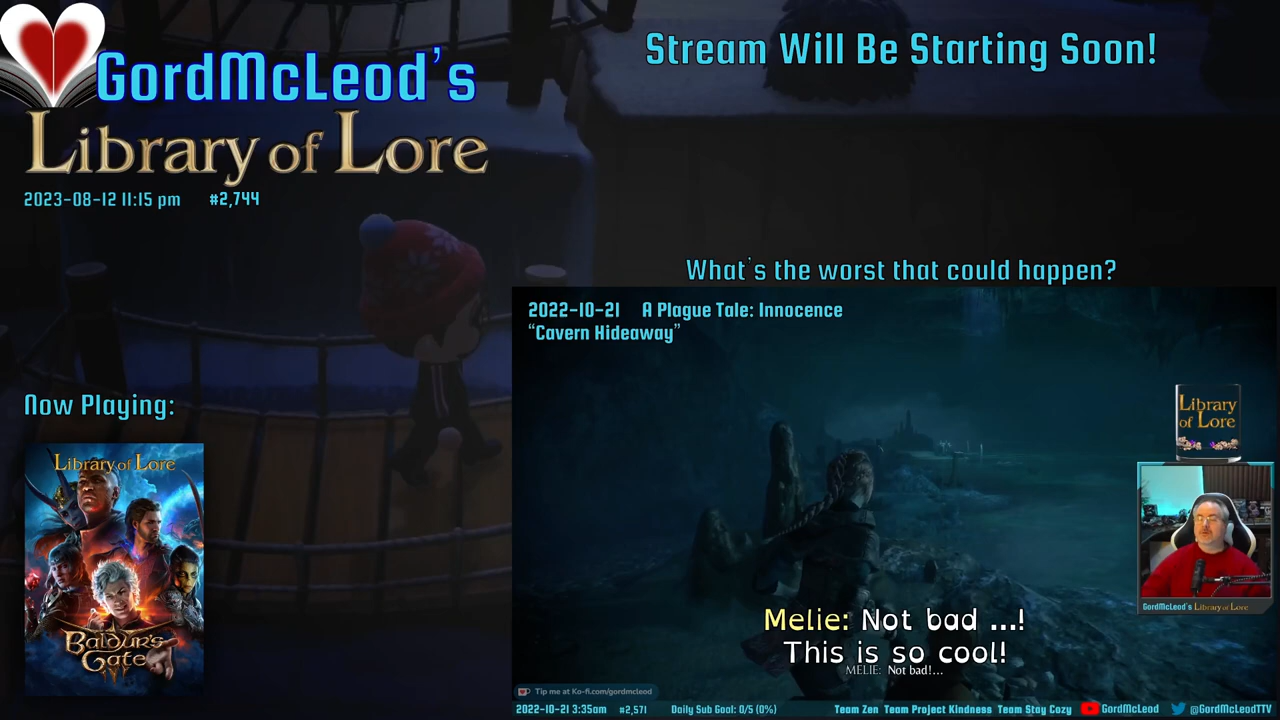 GordMcLeod's
Library of Lore
2023-08-12 11:15 pm #2,744
Stream Will Be Starting Soon!
What's the worst that could happen?
2022-10-21 A Plague Tale: Innocence
"Cavern Hideaway"
Now Playing:
Library of Lore
Baldur's
Gate
III
Library
of Lore
GordMcLeod's Library of Lore
Melie: Not bad ...!
This is so cool!
MELIE: Not bad!...
Tip me at Ko-fi.com/gordmcleod
2022-10-21 3:35am #2,571 Daily Sub Goal: 0/5 (0%) Team Zen Team Project Kindness Team Stay Cozy GordMcLeod @GordMcLeodTTV